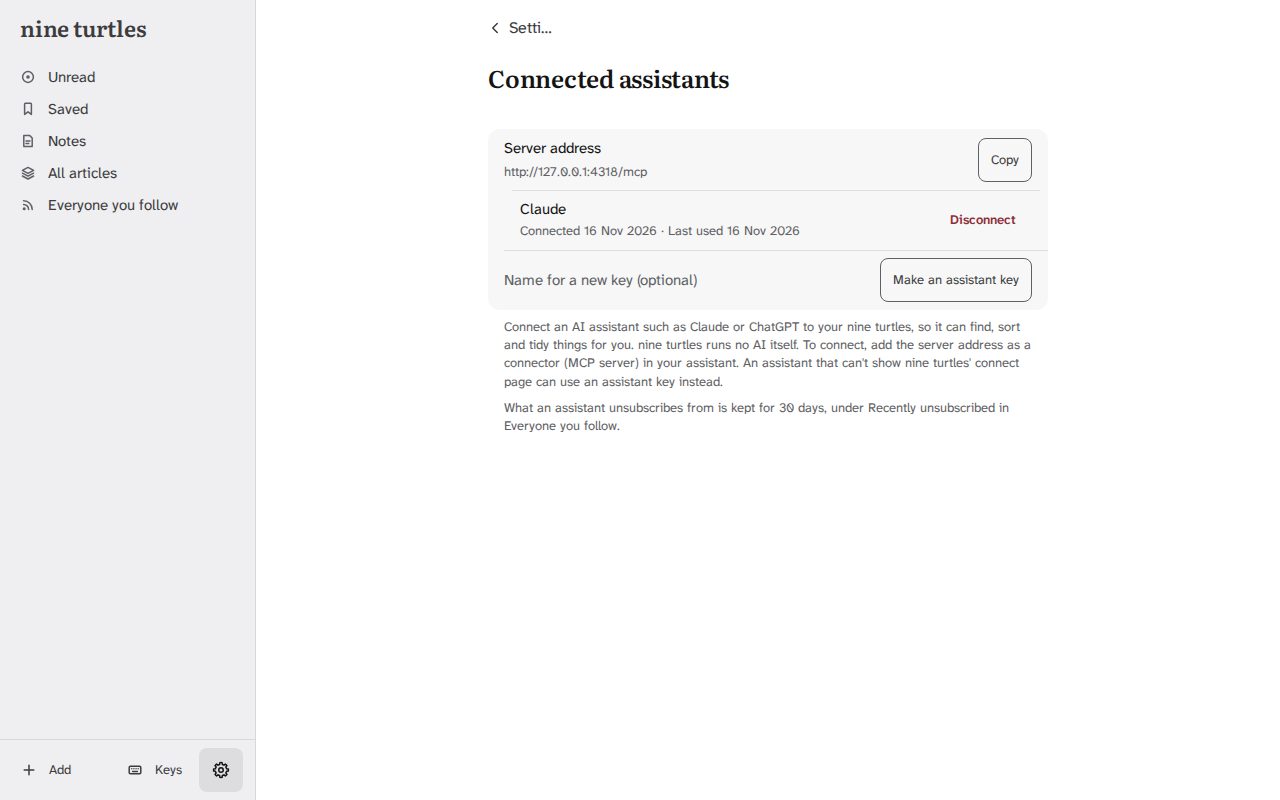 nine turtles
Unread
Saved
Notes
All articles
Everyone you follow
Add
Keys
Setti...
Connected assistants
Server address
http://127.0.0.1:4318/mcp
Copy
Claude
Connected 16 Nov 2026 · Last used 16 Nov 2026
Disconnect
Name for a new key (optional)
Make an assistant key
Connect an AI assistant such as Claude or ChatGPT to your nine turtles, so it can find, sort
and tidy things for you. nine turtles runs no AI itself. To connect, add the server address as a
connector (MCP server) in your assistant. An assistant that can't show nine turtles' connect
page can use an assistant key instead.
What an assistant unsubscribes from is kept for 30 days, under Recently unsubscribed in
Everyone you follow.